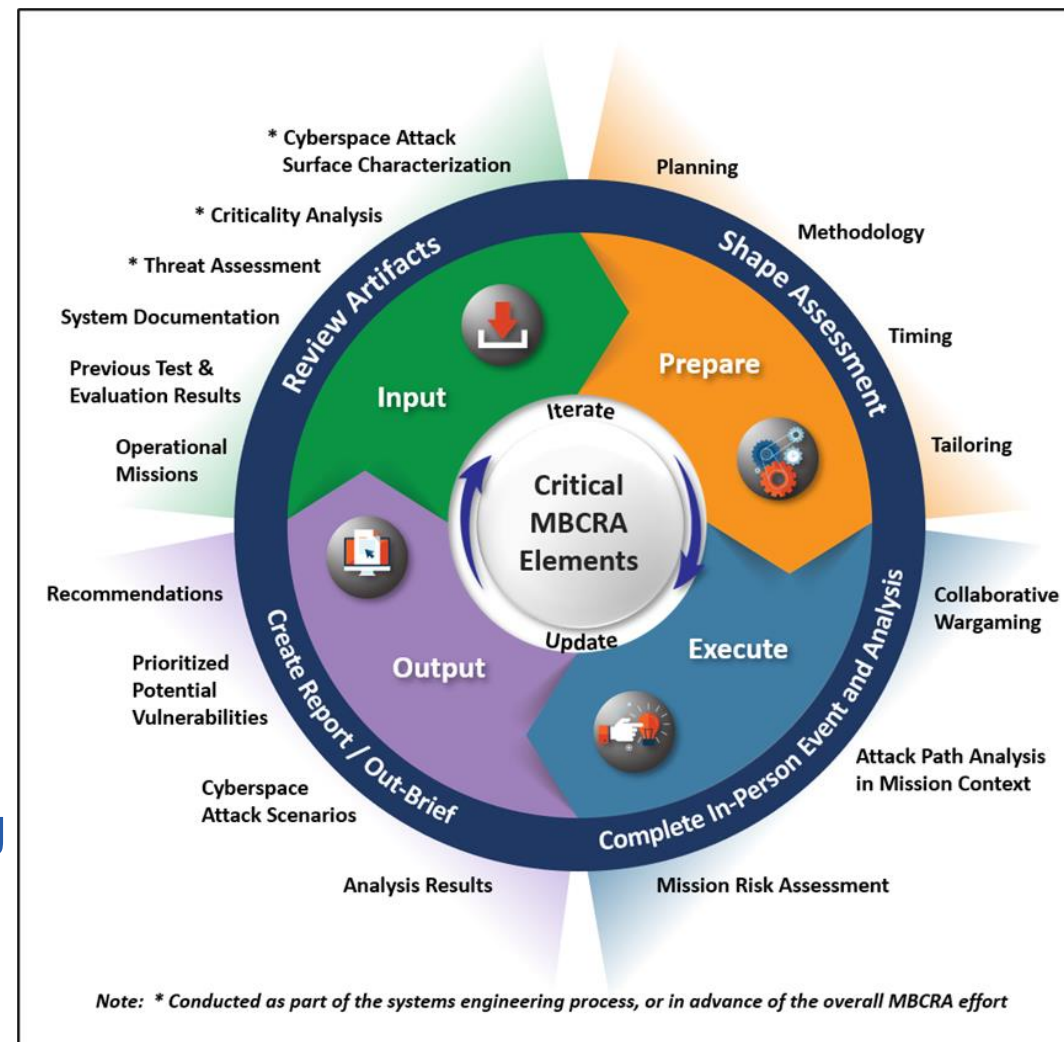 * Cyberspace Attack
Surface Characterization
* Criticality Analysis
* Threat Assessment
System Documentation
Previous Test &
Evaluation Results
Operational
Missions
Planning
Methodology
Timing
Tailoring
Review Artifacts
Shape Assessment
Input
Prepare
Iterate
Critical
MBCRA
Elements
Update
Output
Execute
Create Report / Out-Brief
Complete In-Person Event and Analysis
Recommendations
Prioritized
Potential
Vulnerabilities
Cyberspace
Attack Scenarios
Analysis Results
Collaborative
Wargaming
Attack Path Analysis
in Mission Context
Mission Risk Assessment
Note: * Conducted as part of the systems engineering process, or in advance of the overall MBCRA effort